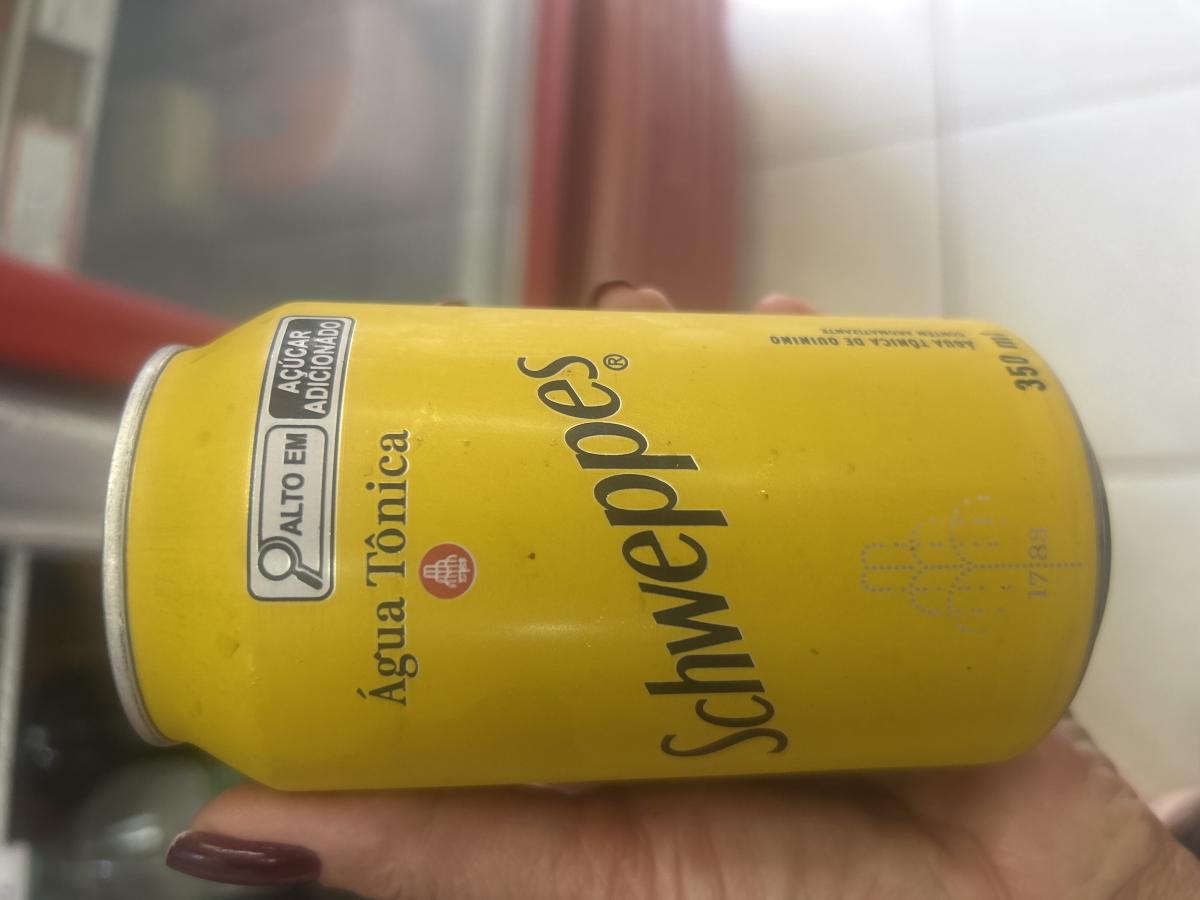 ALTO EM
AÇÚCAR
ADICIONADO
Água Tônica
Schweppes®
1783
ÁGUA TÔNICA DE QUININO
CONTÉM AROMATIZANTE
350 ml